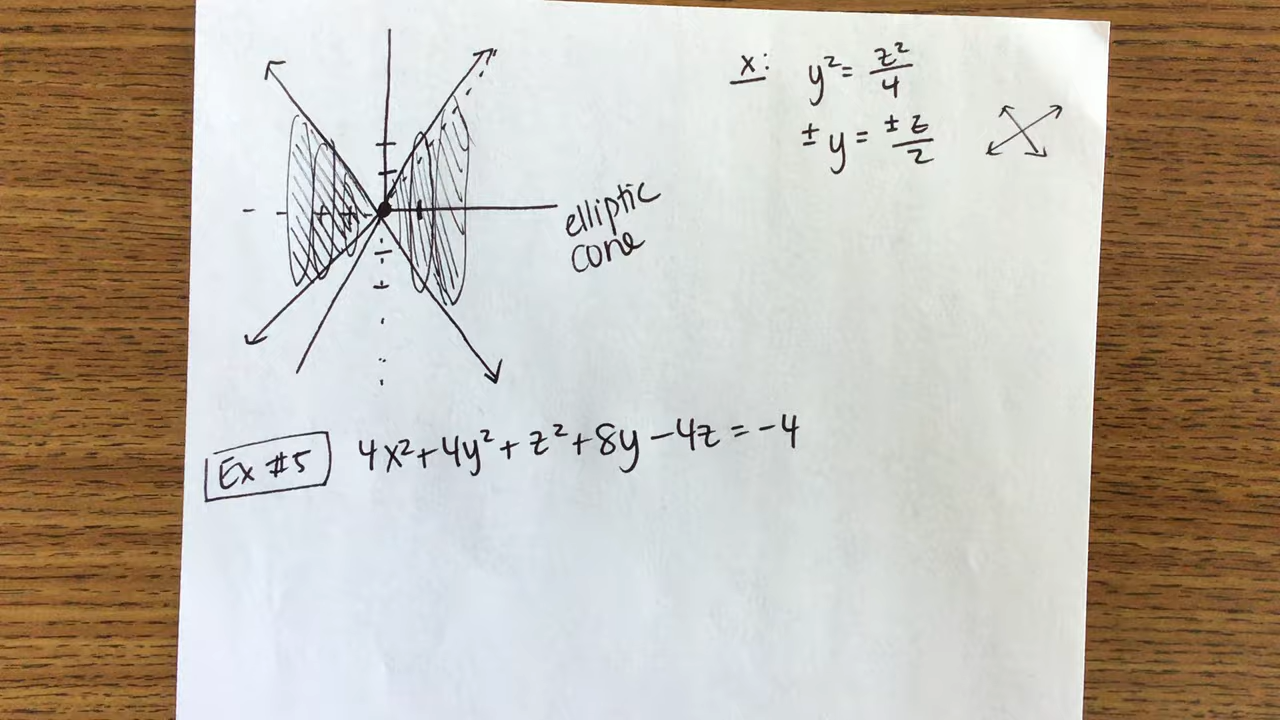 x: y² = z²/4
± y = ± z/2
elliptic
cone
Ex #5 4x² + 4y² + z² + 8y − 4z = −4